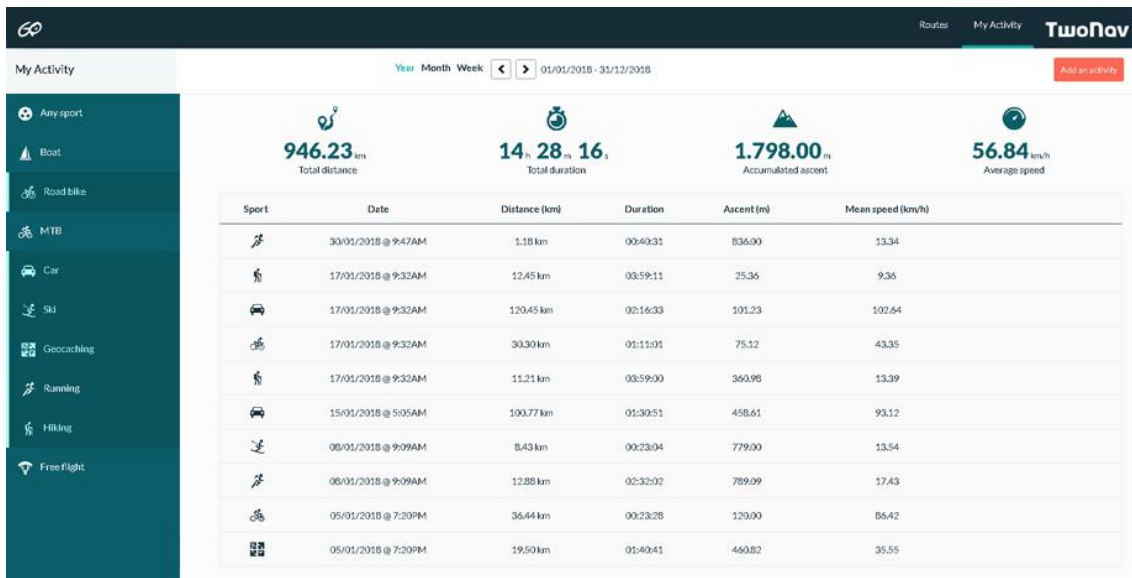 GO Routes My Activity TwoNav
My Activity Year Month Week 01/01/2018 - 31/12/2018 Add an activity
Any sport
Boat
Road bike
MTB
Car
Ski
Geocaching
Running
Hiking
Free flight
946.23 km 14 h 28 m 16 s 1.798.00 m 56.84 km/h
Total distance Total duration Accumulated ascent Average speed
Sport Date Distance (km) Duration Ascent (m) Mean speed (km/h)
30/01/2018 @ 9:47AM 1.18 km 00:40:31 836.00 13.34
17/01/2018 @ 9:32AM 12.45 km 03:59:11 25.36 9.36
17/01/2018 @ 9:32AM 120.45 km 02:16:33 101.23 102.64
17/01/2018 @ 9:32AM 30.30 km 01:11:01 75.12 43.35
17/01/2018 @ 9:32AM 11.21 km 03:59:00 360.98 13.39
15/01/2018 @ 5:05AM 100.77 km 01:30:51 458.61 93.12
08/01/2018 @ 9:09AM 8.43 km 00:23:04 779.00 13.54
08/01/2018 @ 9:09AM 12.88 km 02:32:02 789.09 17.43
05/01/2018 @ 7:20PM 36.44 km 00:23:28 120.00 86.42
05/01/2018 @ 7:20PM 19.50 km 01:40:41 460.82 35.55